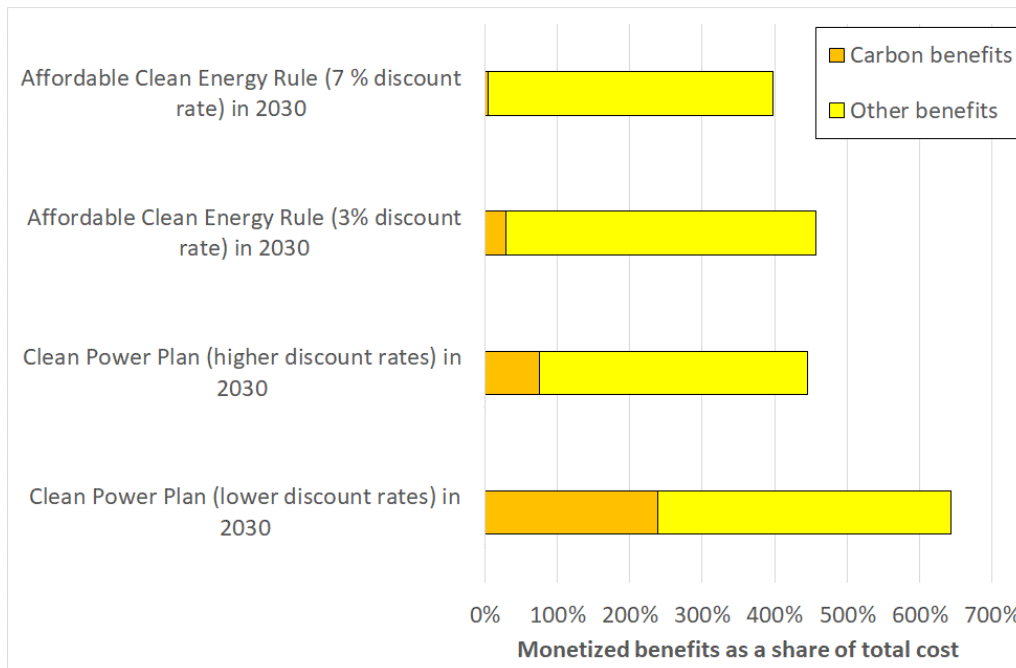 Carbon benefits
Other benefits
Affordable Clean Energy Rule (7 % discount
rate) in 2030
Affordable Clean Energy Rule (3% discount
rate) in 2030
Clean Power Plan (higher discount rates) in
2030
Clean Power Plan (lower discount rates) in
2030
0% 100% 200% 300% 400% 500% 600% 700%
Monetized benefits as a share of total cost